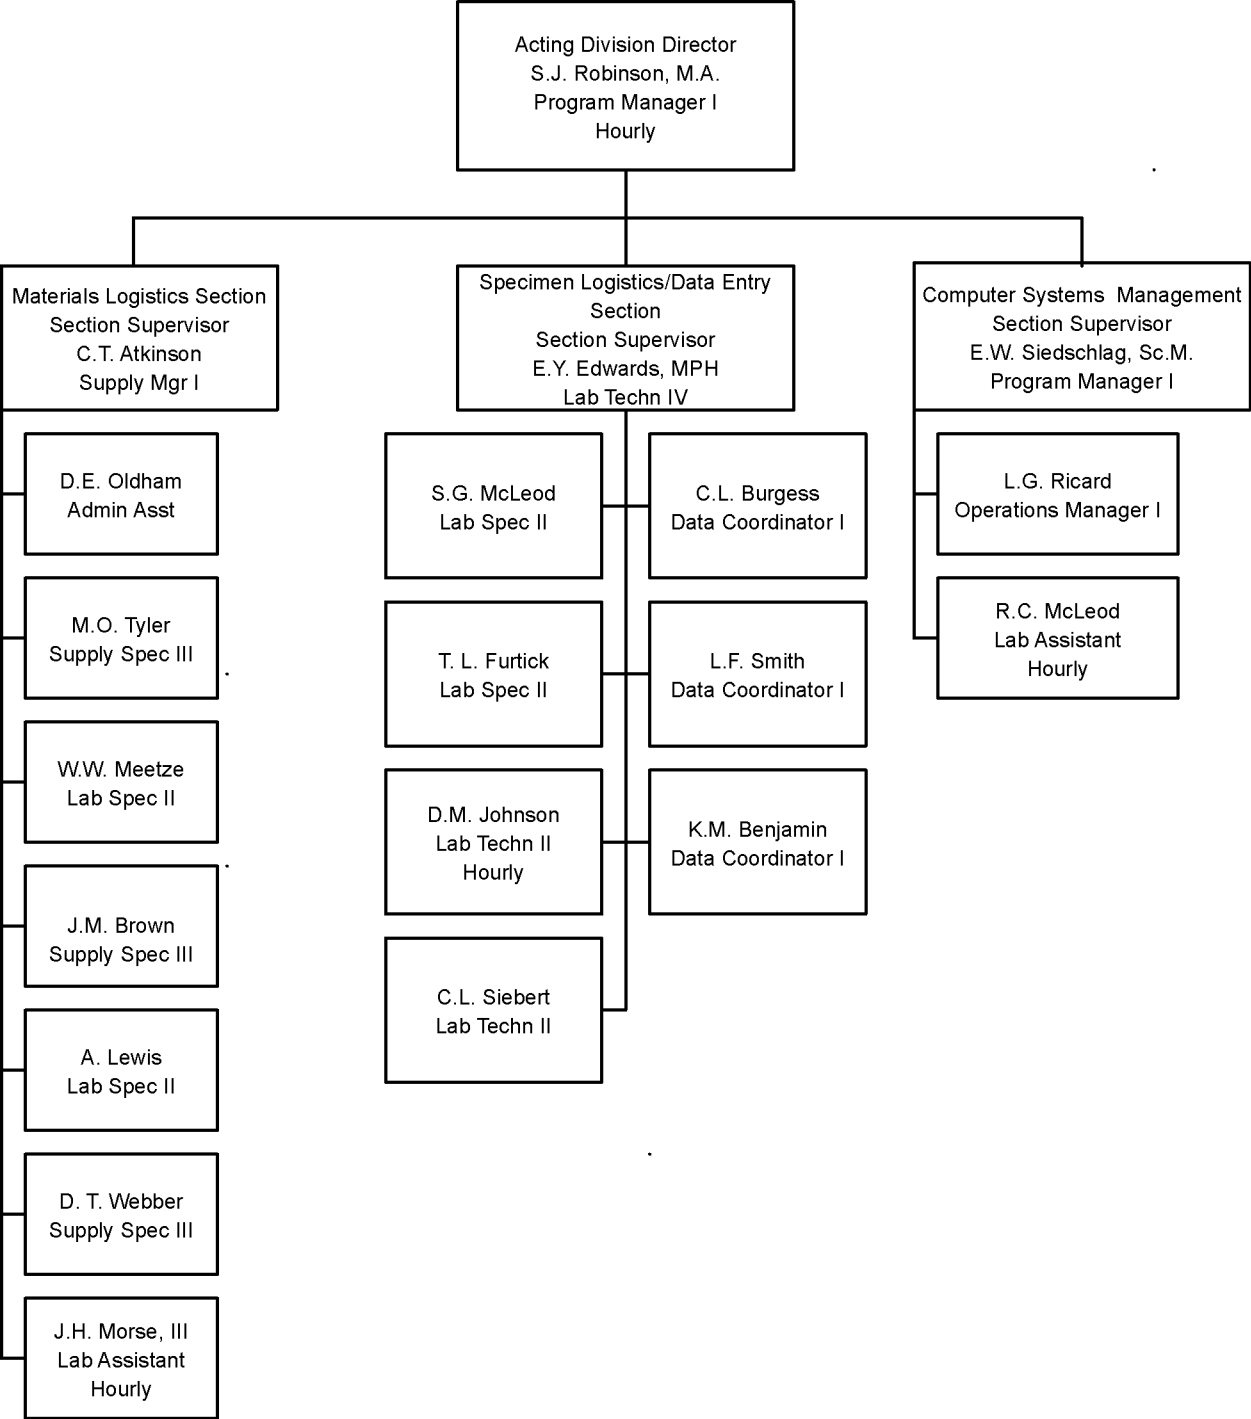 Acting Division Director
S.J. Robinson, M.A.
Program Manager I
Hourly
Materials Logistics Section
Section Supervisor
C.T. Atkinson
Supply Mgr I
Specimen Logistics/Data Entry
Section
Section Supervisor
E.Y. Edwards, MPH
Lab Techn IV
Computer Systems  Management
Section Supervisor
E.W. Siedschlag, Sc.M.
Program Manager I
D.E. Oldham
Admin Asst
M.O. Tyler
Supply Spec III
W.W. Meetze
Lab Spec II
J.M. Brown
Supply Spec III
A. Lewis
Lab Spec II
D. T. Webber
Supply Spec III
J.H. Morse, III
Lab Assistant
Hourly
S.G. McLeod
Lab Spec II
C.L. Burgess
Data Coordinator I
T. L. Furtick
Lab Spec II
L.F. Smith
Data Coordinator I
D.M. Johnson
Lab Techn II
Hourly
K.M. Benjamin
Data Coordinator I
C.L. Siebert
Lab Techn II
L.G. Ricard
Operations Manager I
R.C. McLeod
Lab Assistant
Hourly